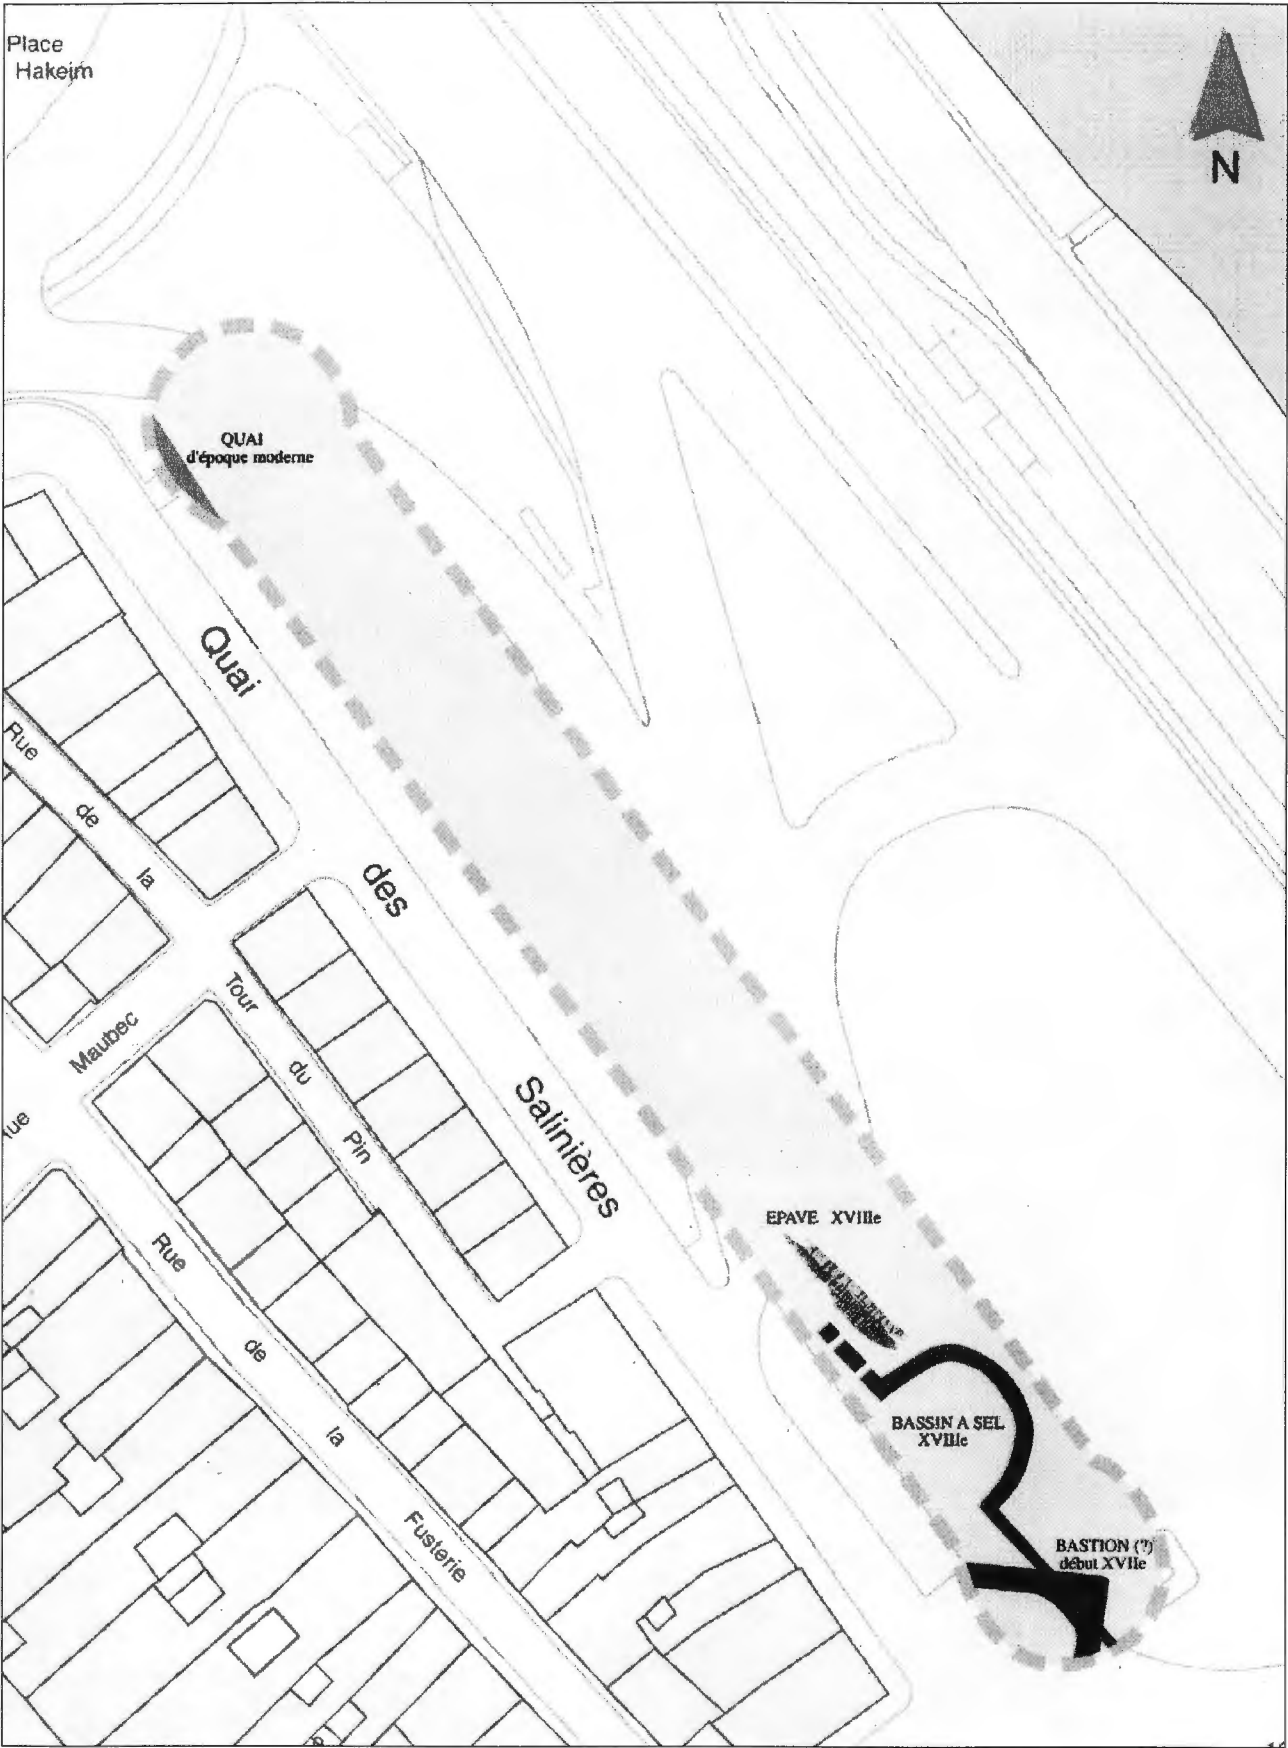 Place
Hakeim
N
QUAI
d'époque moderne
Quai
des
Salinières
Rue
de
la
Tour
du
Pin
Maubec
Rue
de
la
Fusterie
EPAVE XVIIIe
BASSIN A SEL
XVIIIe
BASTION (?)
début XVIIe